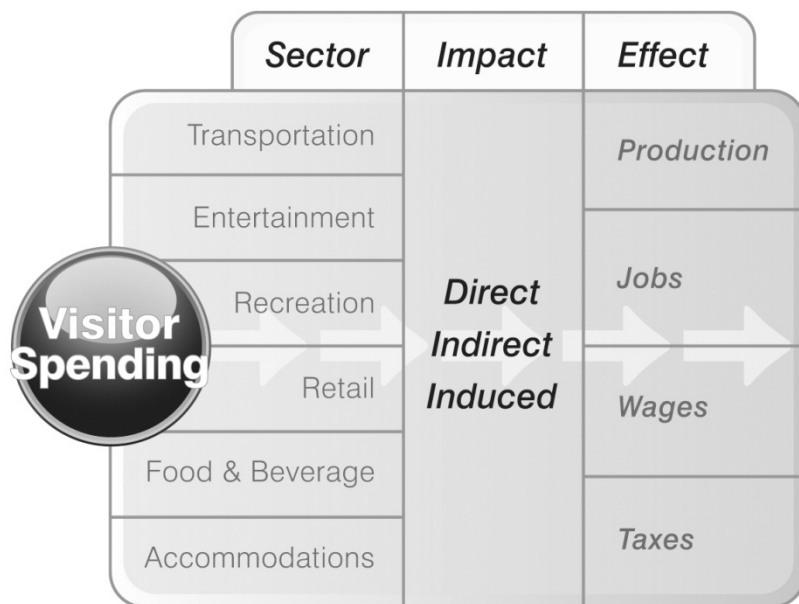 Sector
Impact
Effect
Visitor
Spending
Transportation
Entertainment
Recreation
Retail
Food & Beverage
Accommodations
Direct
Indirect
Induced
Production
Jobs
Wages
Taxes